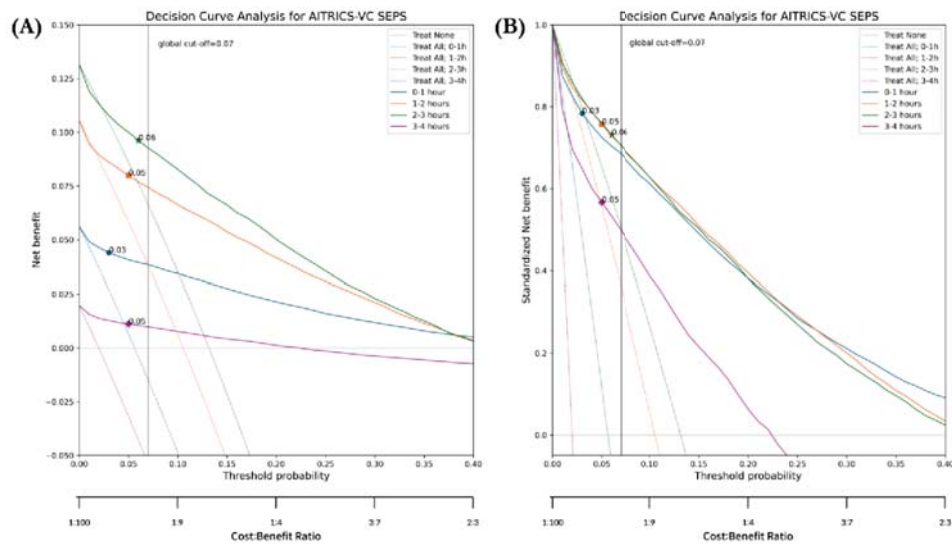 (A)
Decision Curve Analysis for AITRICS-VC SEPS
global cut-off=0.07
Treat None
Treat All; 0-1h
Treat All; 1-2h
Treat All; 2-3h
Treat All; 3-4h
0-1 hour
1-2 hours
2-3 hours
3-4 hours
0.150
0.125
0.100
0.075
0.050
0.025
0.000
−0.025
−0.050
Net benefit
0.06
0.05
0.03
0.05
0.00 0.05 0.10 0.15 0.20 0.25 0.30 0.35 0.40
Threshold probability
1:100 1:9 1:4 3:7 2:3
Cost:Benefit Ratio
(B)
Decision Curve Analysis for AITRICS-VC SEPS
global cut-off=0.07
Treat None
Treat All; 0-1h
Treat All; 1-2h
Treat All; 2-3h
Treat All; 3-4h
0-1 hour
1-2 hours
2-3 hours
3-4 hours
1.0
0.8
0.6
0.4
0.2
0.0
Standardized Net benefit
0.03
0.05
0.06
0.05
0.00 0.05 0.10 0.15 0.20 0.25 0.30 0.35 0.40
Threshold probability
1:100 1:9 1:4 3:7 2:3
Cost:Benefit Ratio